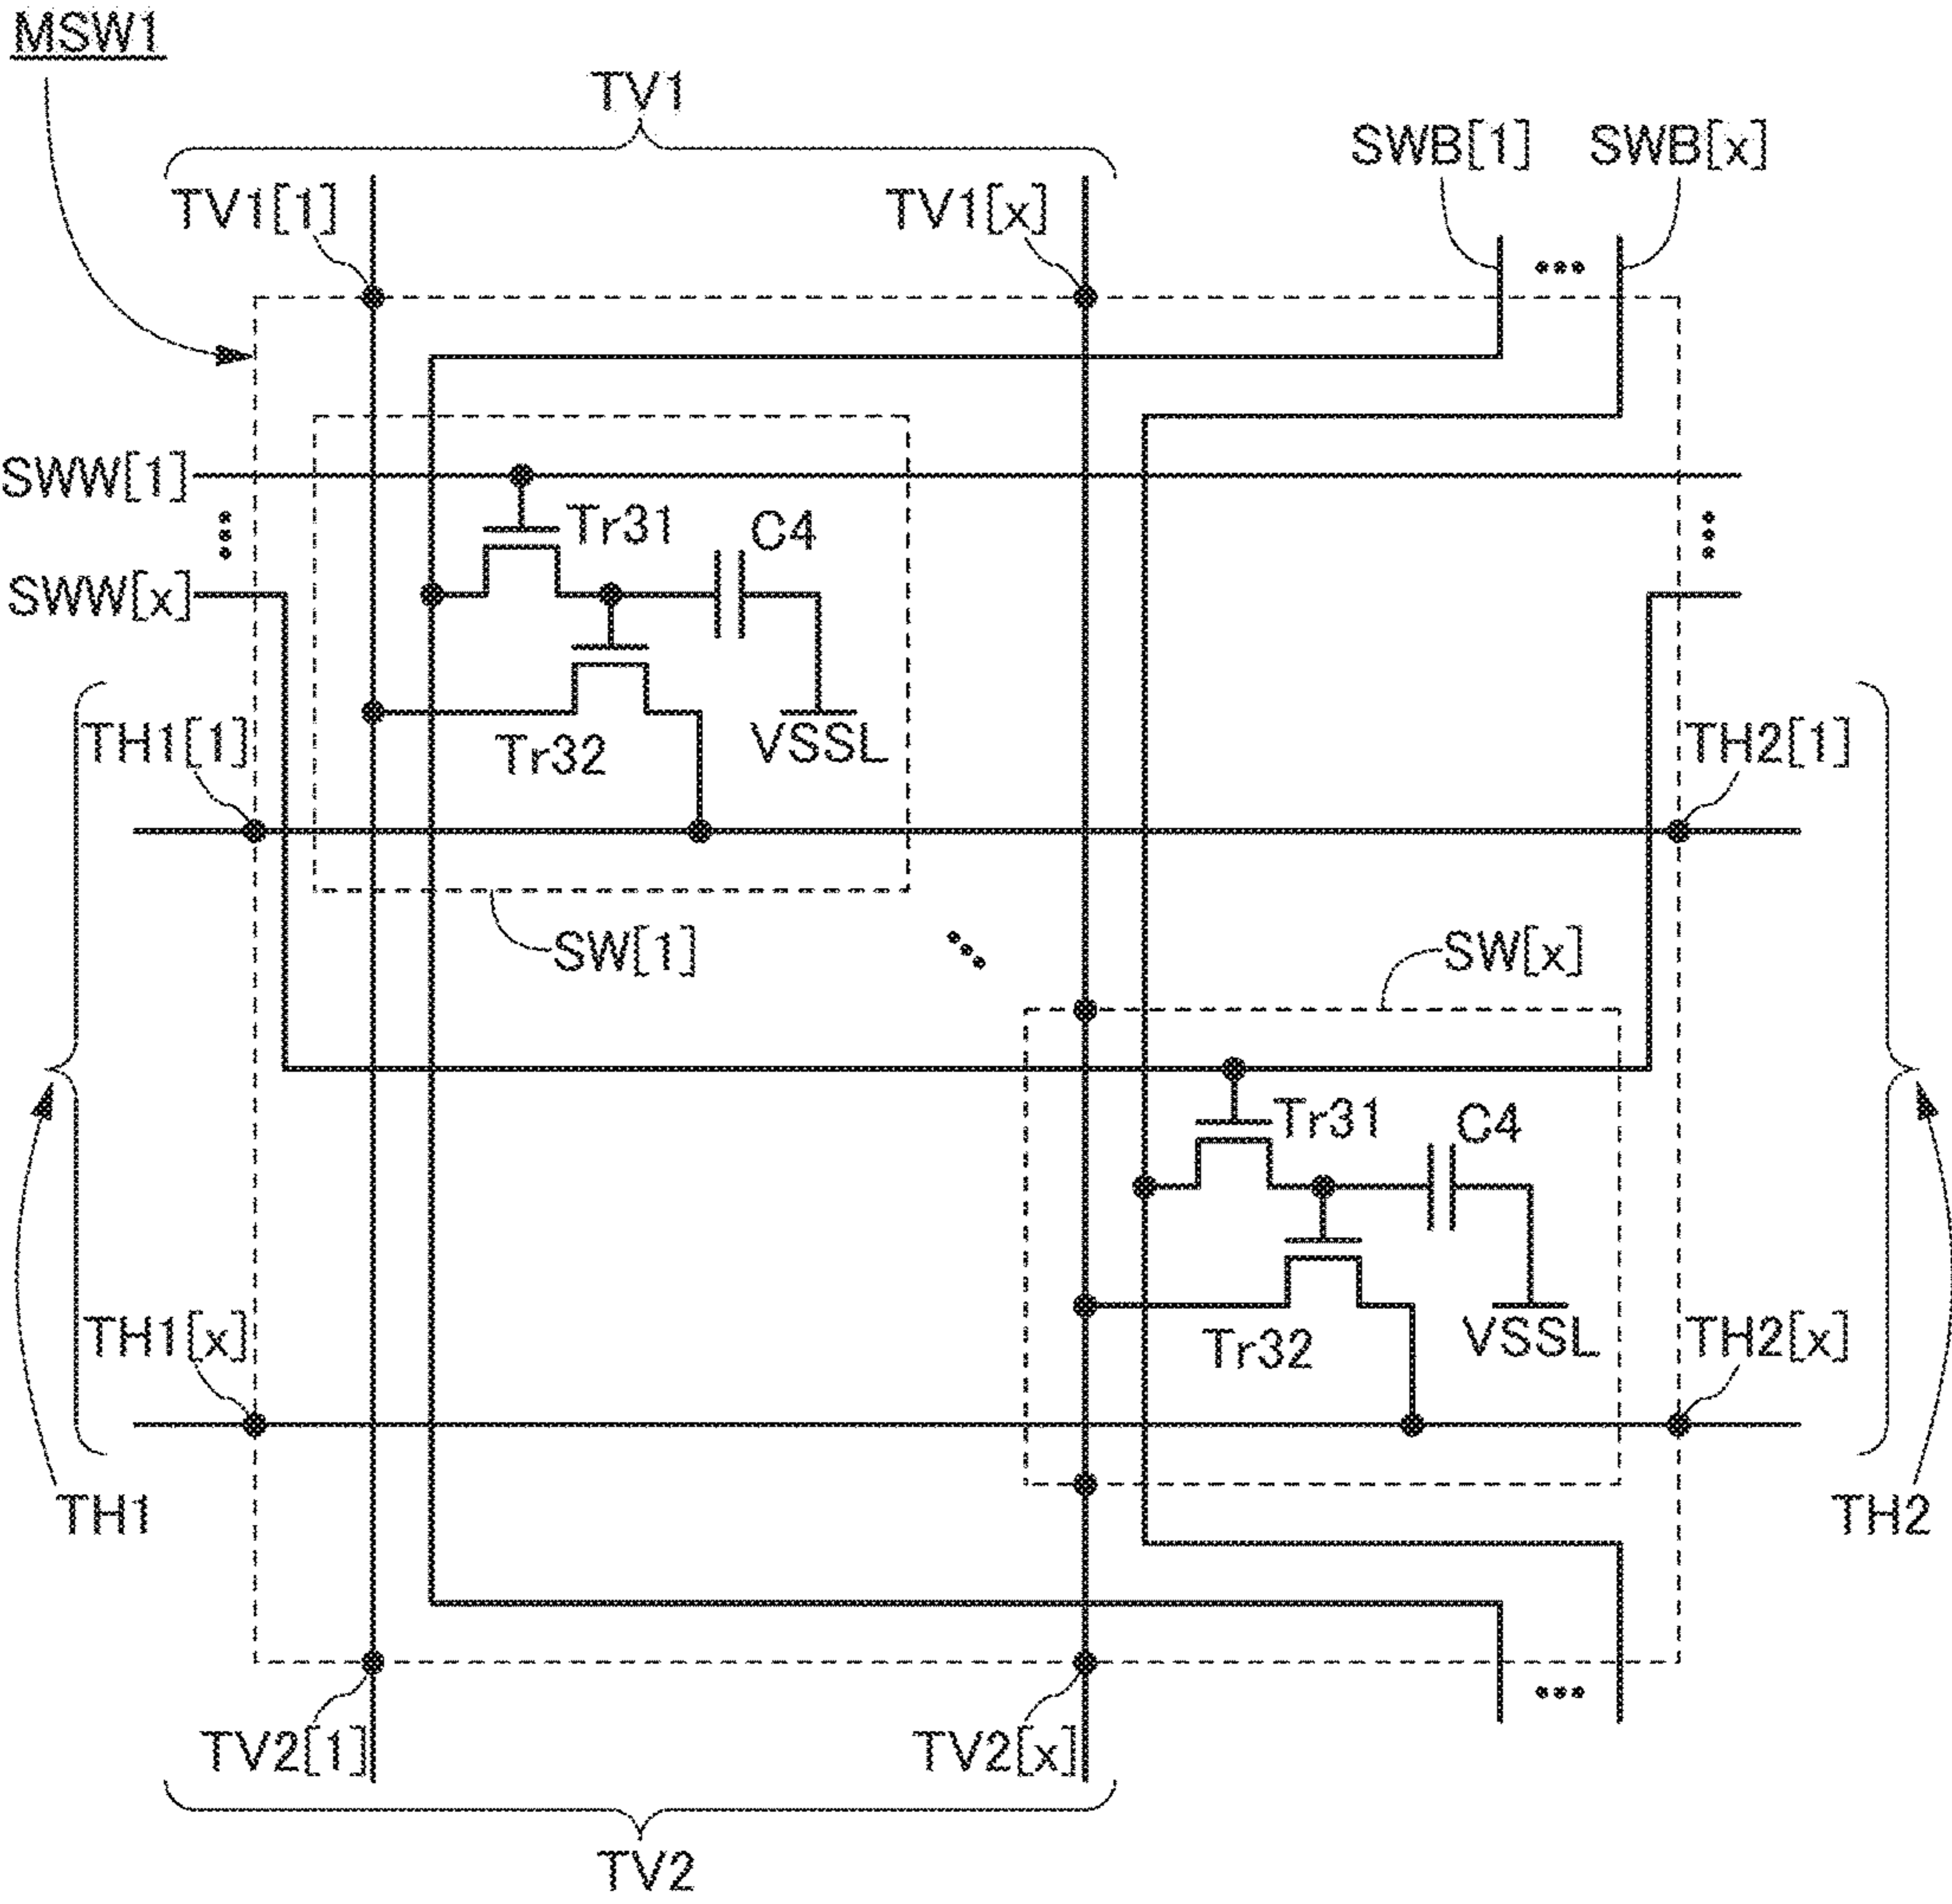 MSW1
TV1
SWB[1] SWB[x]
TV1[1] TV1[x]
SWW[1]
Tr31 C4
SWW[x]
TH1[1] Tr32 VSSL TH2[1]
SW[1] SW[x]
Tr31 C4
TH1[x] Tr32 VSSL TH2[x]
TH1 TH2
TV2[1] TV2[x]
TV2